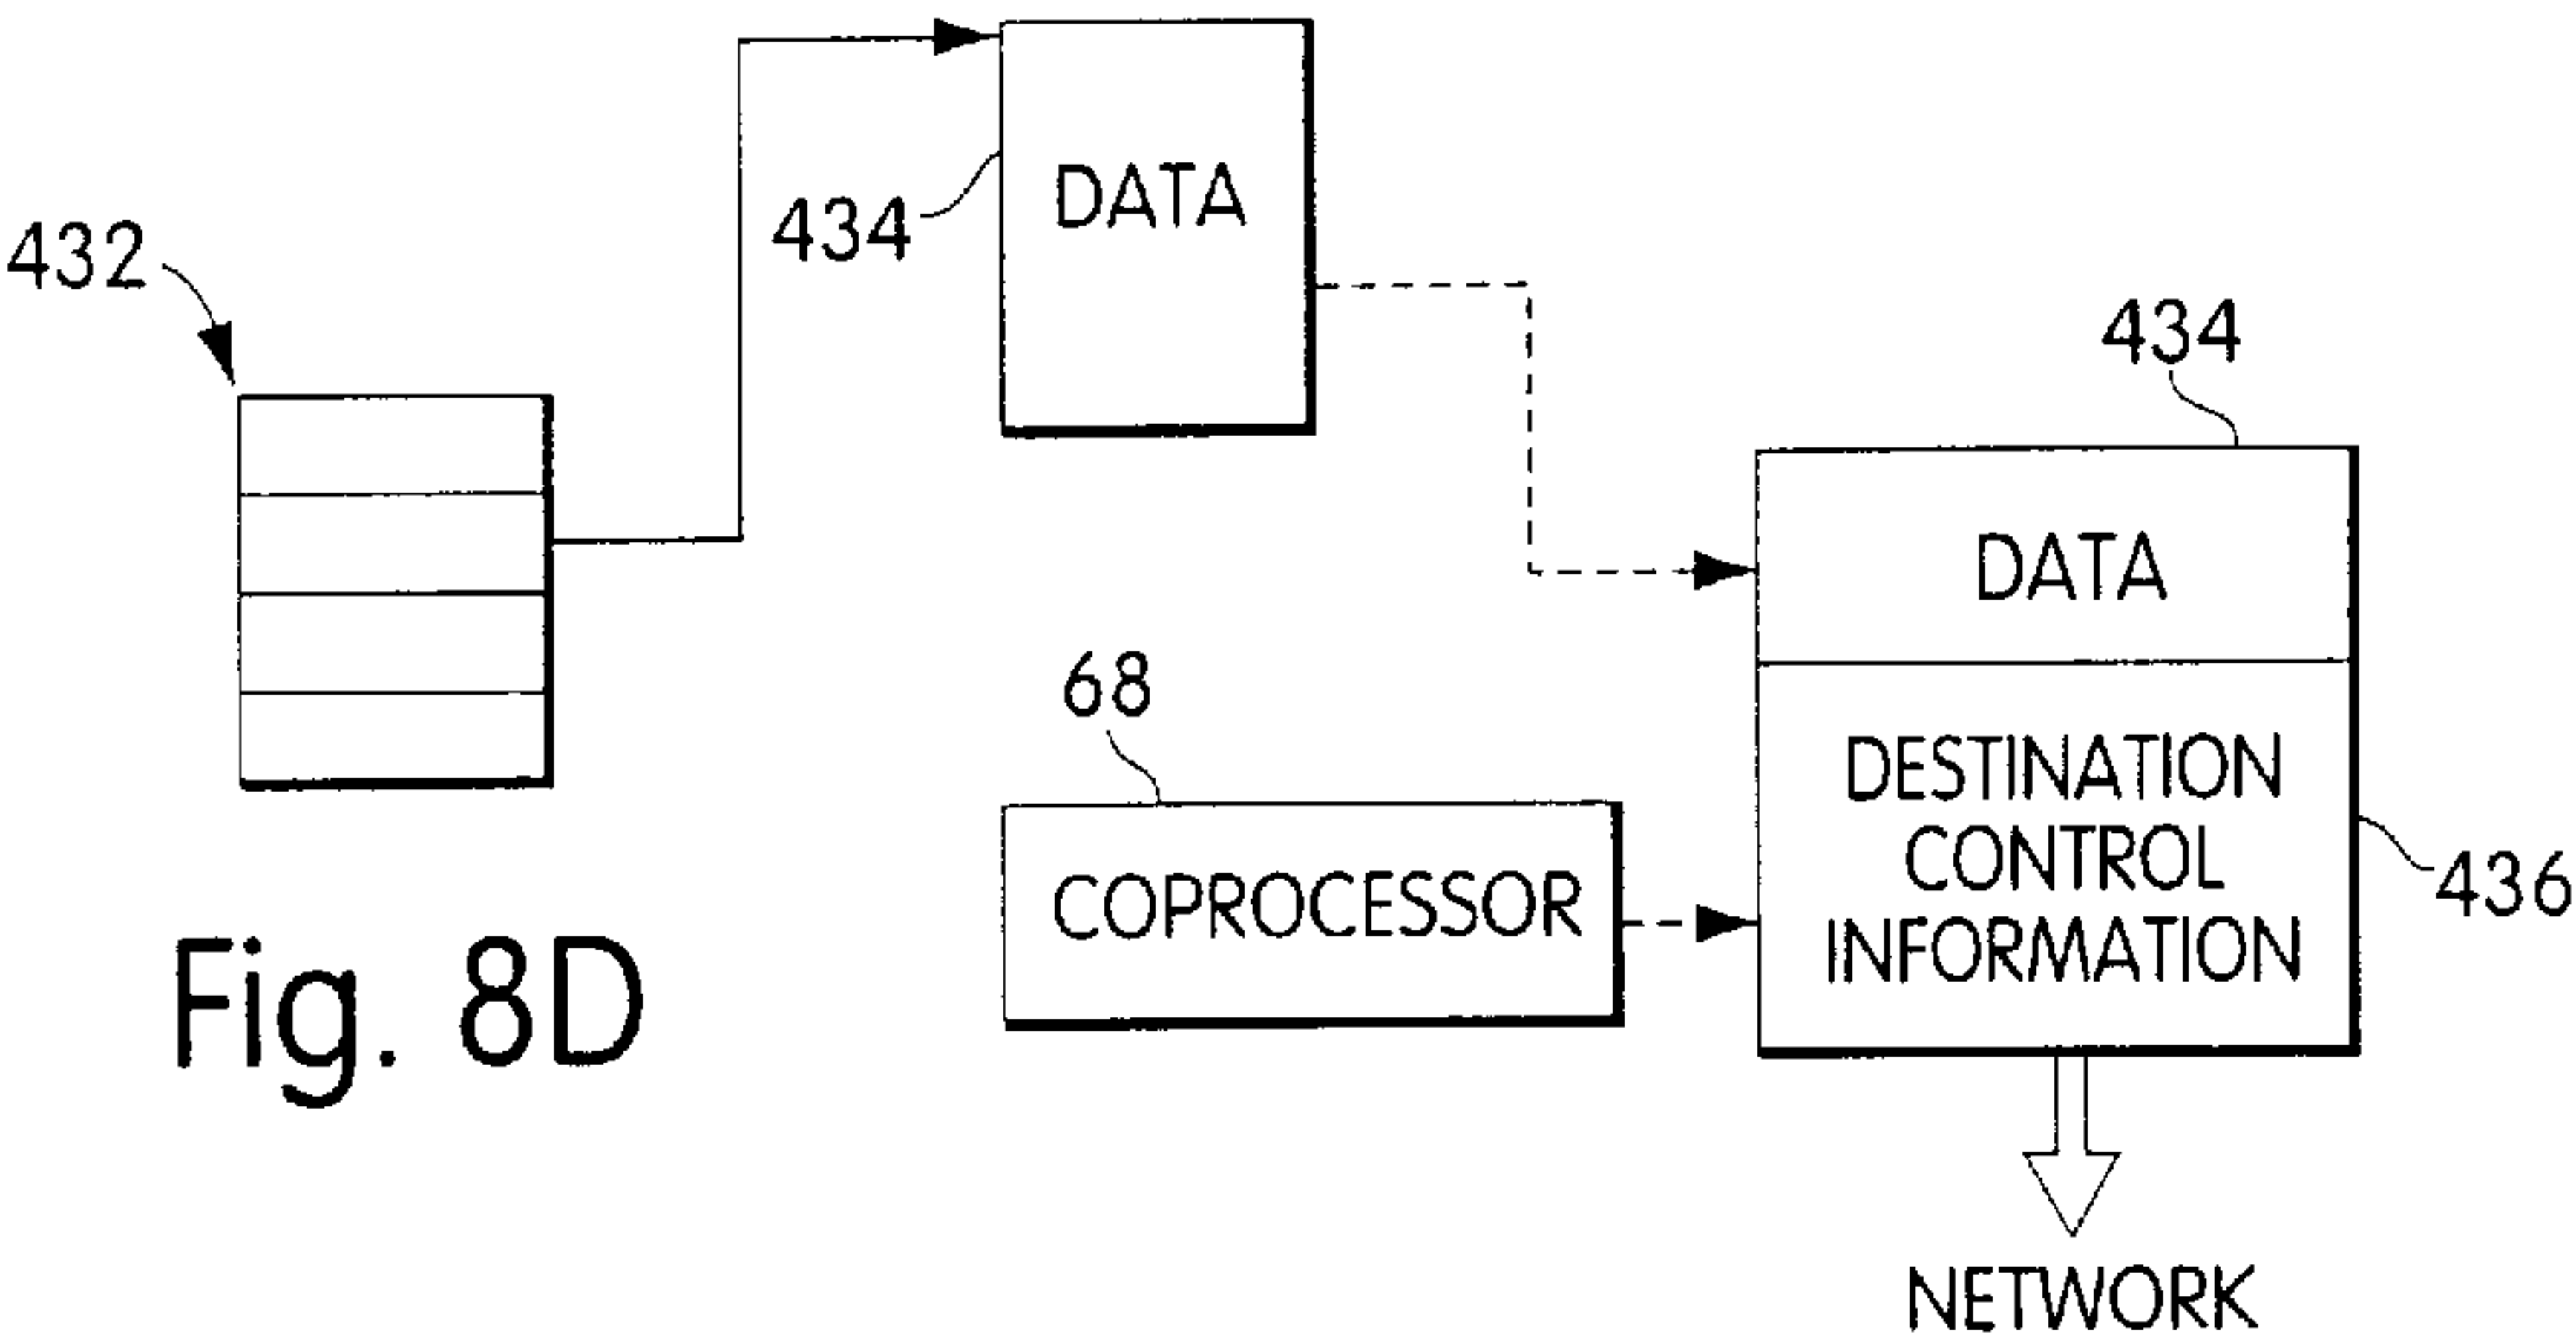 432
434
DATA
434
DATA
68
COPROCESSOR
DESTINATION
CONTROL
INFORMATION
436
Fig. 8D
NETWORK